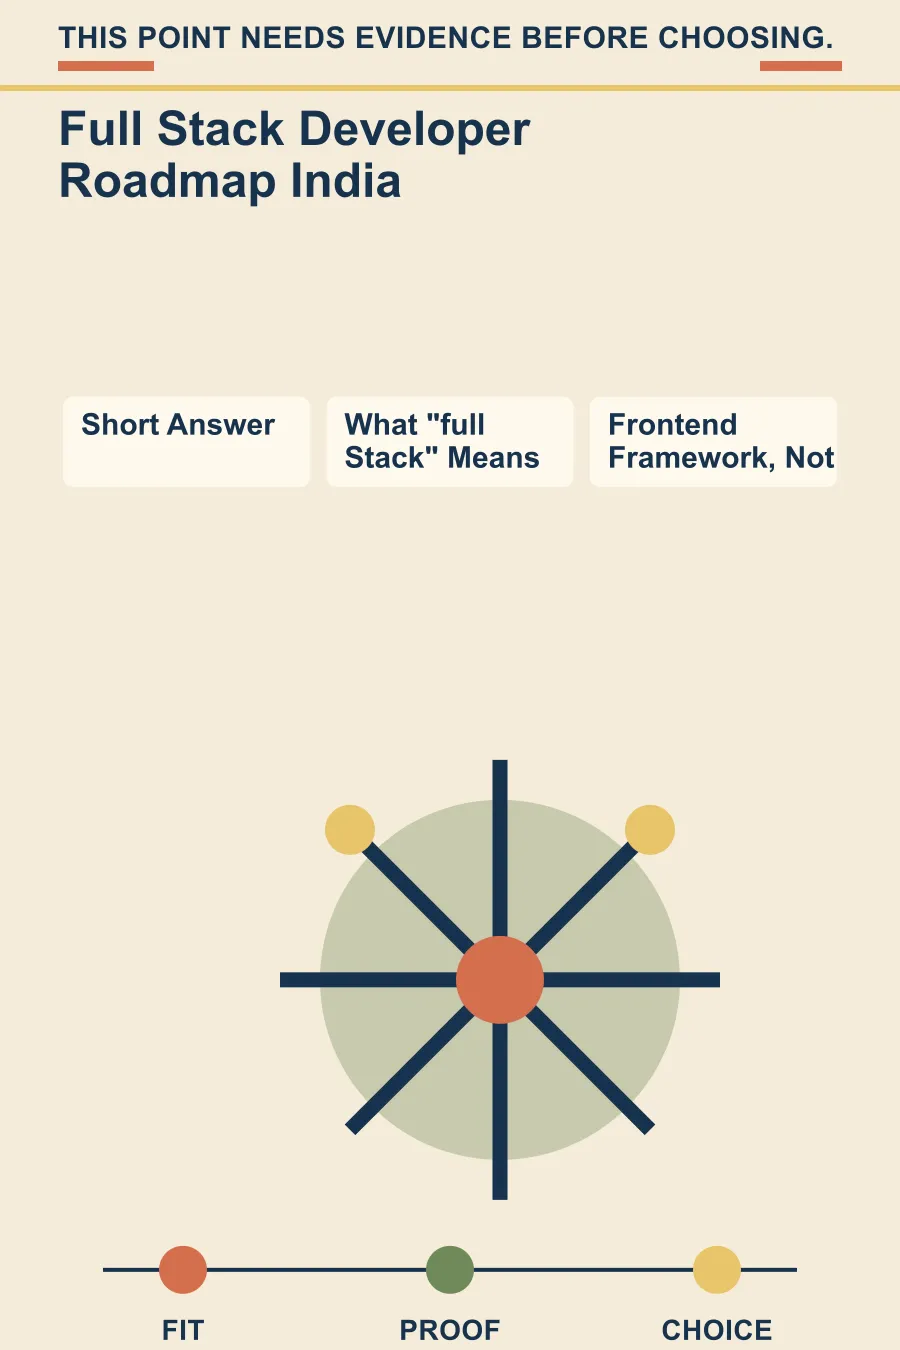 THIS POINT NEEDS EVIDENCE BEFORE CHOOSING.
Full Stack Developer
Roadmap India
Short Answer
What "full
Stack" Means
Frontend
Framework, Not
FIT
PROOF
CHOICE